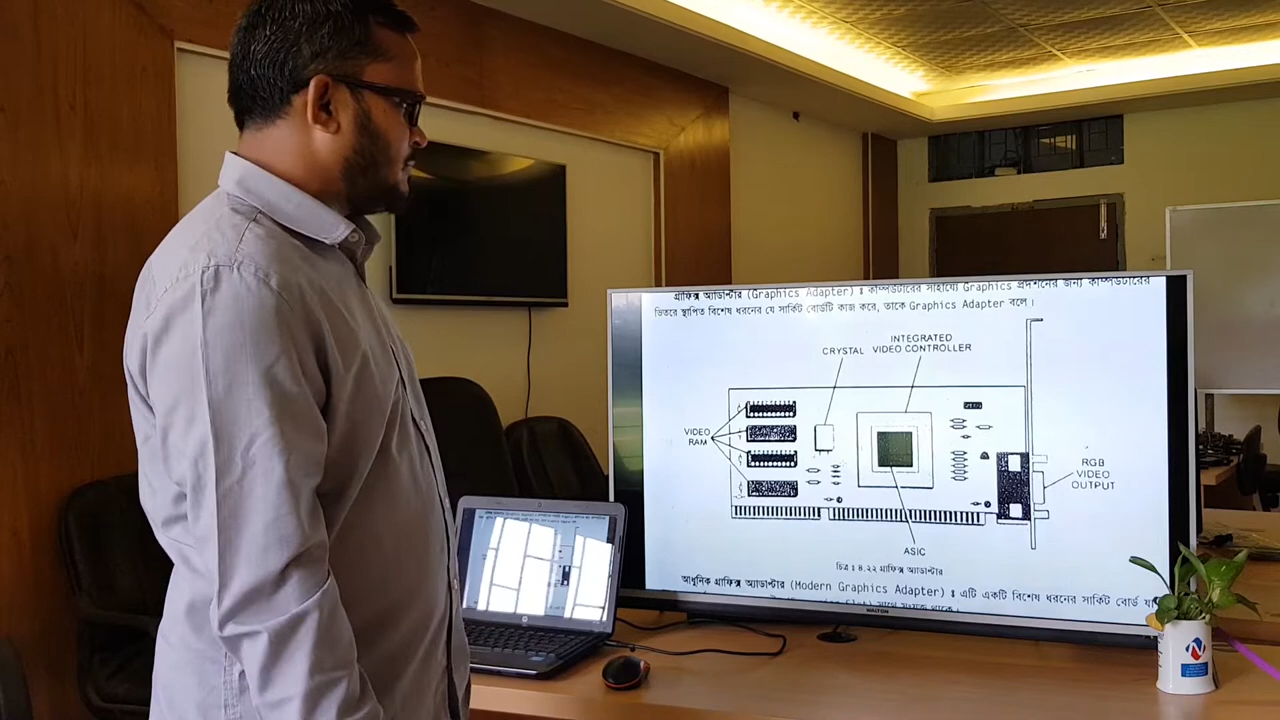 গ্রাফিক্স অ্যাডাপ্টার (Graphics Adapter) ঃ কম্পিউটারের সাহায্যে Graphics প্রদর্শনের জন্য কম্পিউটারের
ভিতরে স্থাপিত বিশেষ ধরনের যে সার্কিট বোর্ডটি কাজ করে, তাকে Graphics Adapter বলে।
INTEGRATED
CRYSTAL VIDEO CONTROLLER
VIDEO
RAM
RGB
VIDEO
OUTPUT
ASIC
চিত্র ঃ ৪.২২ গ্রাফিক্স অ্যাডাপ্টার
আধুনিক গ্রাফিক্স অ্যাডাপ্টার (Modern Graphics Adapter) ঃ এটি একটি বিশেষ ধরনের সার্কিট বোর্ড যা
সাথে সংযুক্ত থাকে।
WALTON